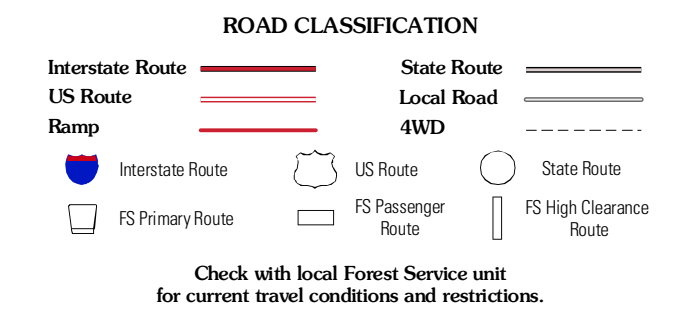 ROAD CLASSIFICATION
Interstate Route
State Route
US Route
Local Road
Ramp
4WD
Interstate Route
US Route
State Route
FS Primary Route
FS Passenger
Route
FS High Clearance
Route
Check with local Forest Service unit
for current travel conditions and restrictions.